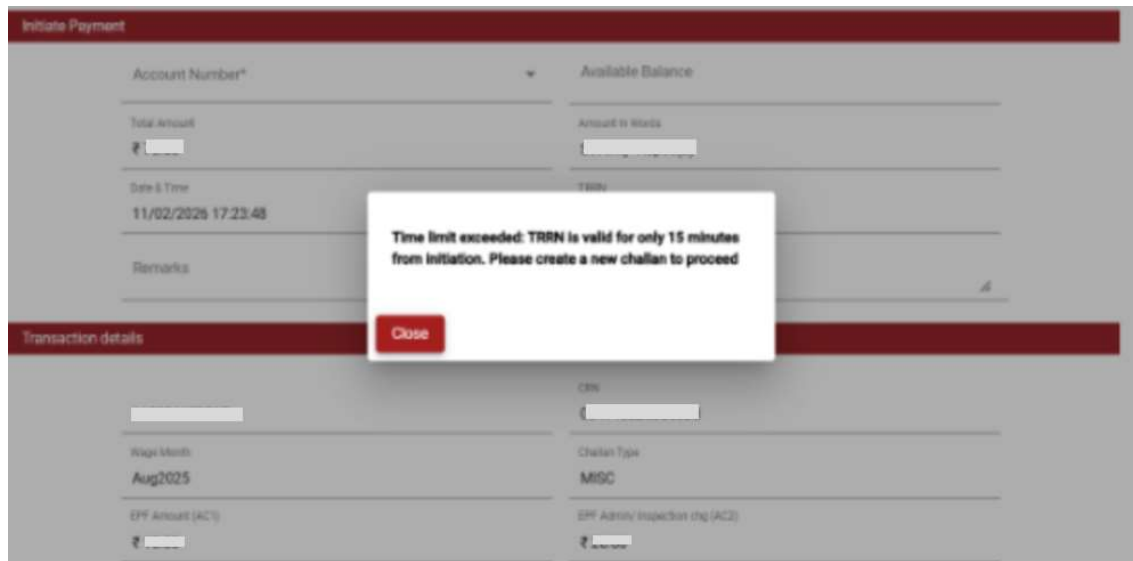 Initiate Payment
Account Number*
Available Balance
Total Amount
Amount in Words
₹
Date & Time
TRRN
11/02/2026 17:23:48
Time limit exceeded: TRRN is valid for only 15 minutes
from initiation. Please create a new challan to proceed
Remarks
Close
Transaction details
CRN
Wage Month
Challan Type
Aug2025
MISC
EPF Amount (AC1)
EPF Admin/ Inspection chg (AC2)
₹
₹